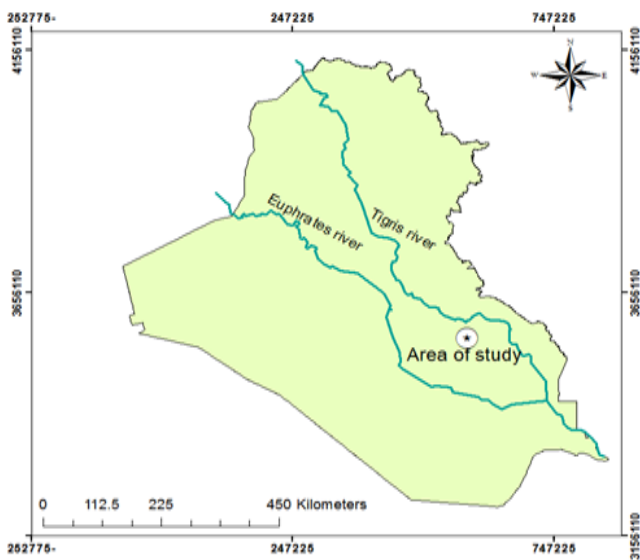 252775- 247225 747225
4156110 4156110
N
W E
S
Tigris river
Euphrates river
3656110 3656110
Area of study
0 112.5 225 450 Kilometers
3156110
252775- 247225 747225